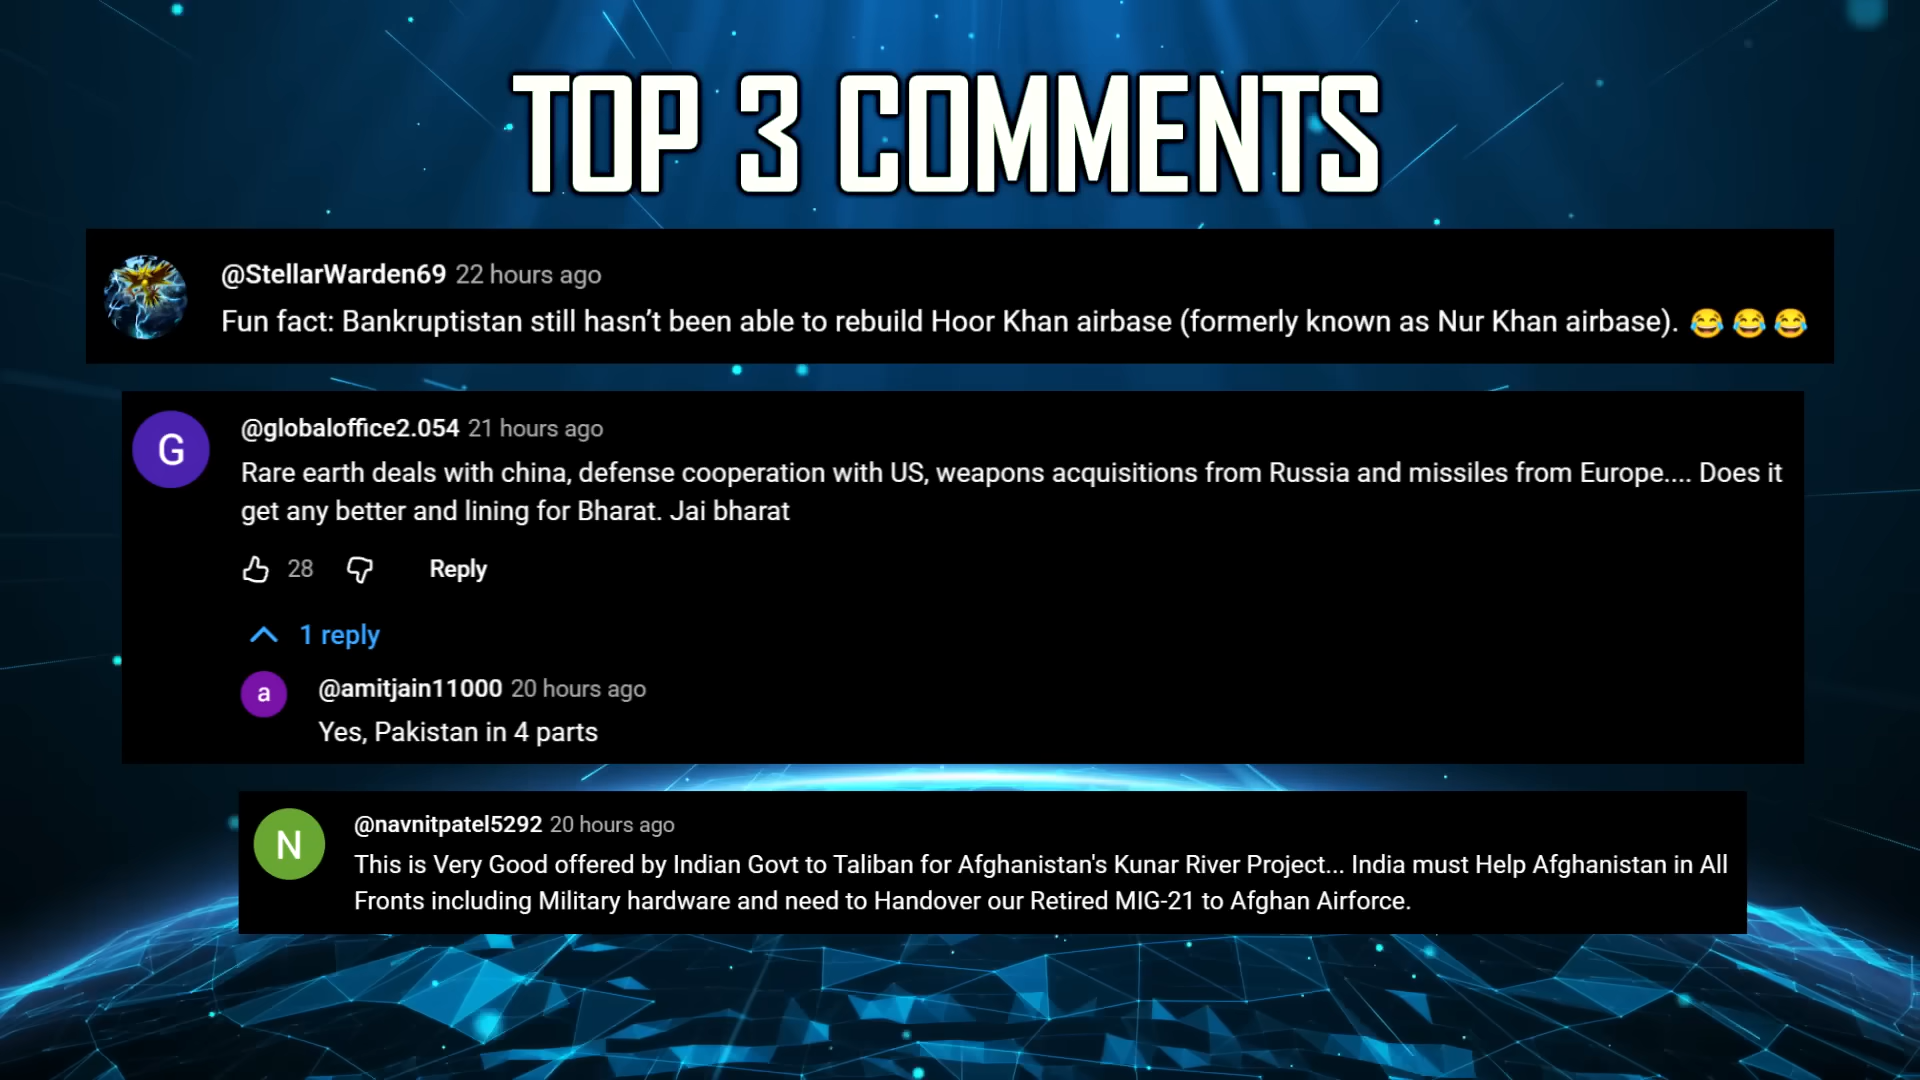 TOP 3 COMMENTS
@StellarWarden69 22 hours ago
Fun fact: Bankruptistan still hasn’t been able to rebuild Hoor Khan airbase (formerly known as Nur Khan airbase). 😂😂😂
G
@globaloffice2.054 21 hours ago
Rare earth deals with china, defense cooperation with US, weapons acquisitions from Russia and missiles from Europe.... Does it
get any better and lining for Bharat. Jai bharat
28 Reply
1 reply
a
@amitjain11000 20 hours ago
Yes, Pakistan in 4 parts
N
@navnitpatel5292 20 hours ago
This is Very Good offered by Indian Govt to Taliban for Afghanistan's Kunar River Project... India must Help Afghanistan in All
Fronts including Military hardware and need to Handover our Retired MIG-21 to Afghan Airforce.